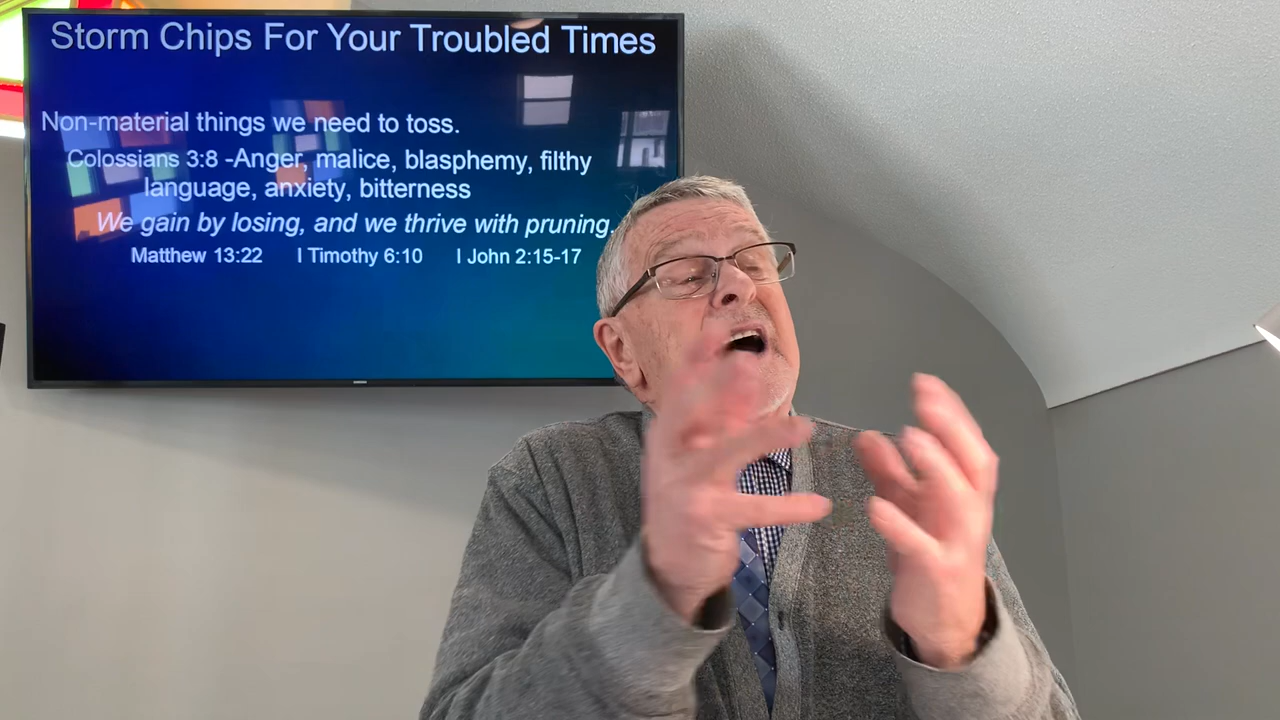 Storm Chips For Your Troubled Times
Non-material things we need to toss.
Colossians 3:8 -Anger, malice, blasphemy, filthy
language, anxiety, bitterness
We gain by losing, and we thrive with pruning.
Matthew 13:22 I Timothy 6:10 I John 2:15-17